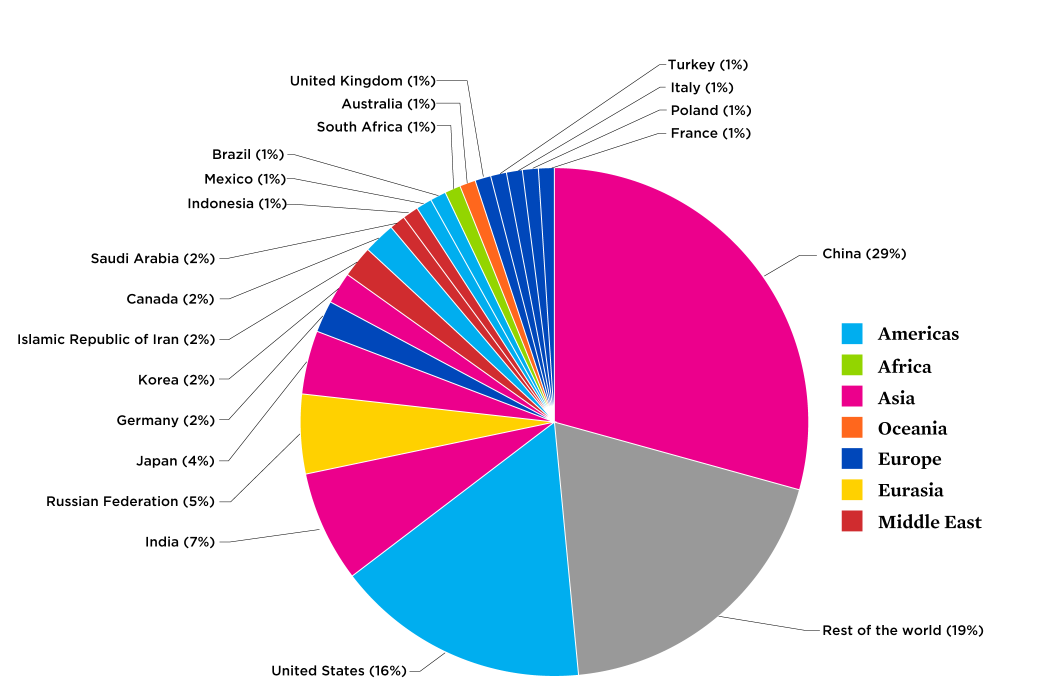 Turkey (1%)
United Kingdom (1%)
Italy (1%)
Australia (1%)
Poland (1%)
South Africa (1%)
France (1%)
Brazil (1%)
Mexico (1%)
Indonesia (1%)
Saudi Arabia (2%)
China (29%)
Canada (2%)
Islamic Republic of Iran (2%)
Korea (2%)
Germany (2%)
Japan (4%)
Russian Federation (5%)
India (7%)
United States (16%)
Rest of the world (19%)
Americas
Africa
Asia
Oceania
Europe
Eurasia
Middle East